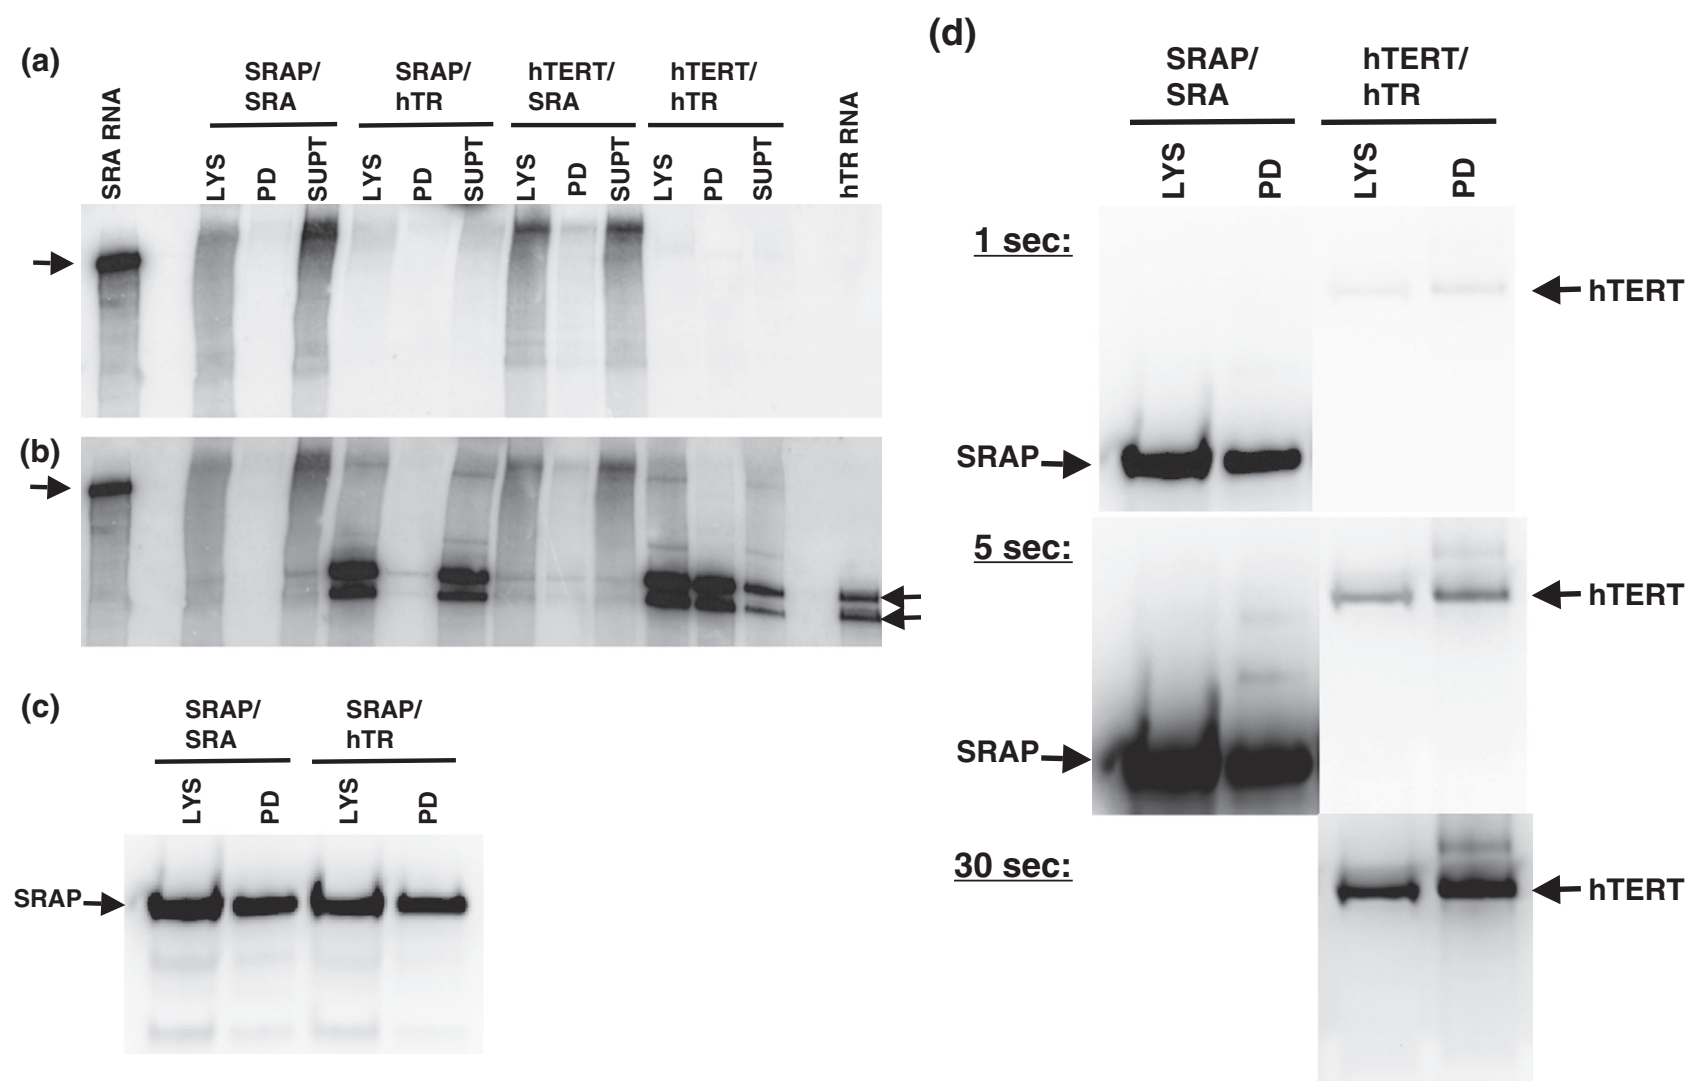 (a)
SRAP/ SRAP/ hTERT/ hTERT/
SRA hTR SRA hTR
SRA RNA LYS PD SUPT LYS PD SUPT LYS PD SUPT LYS PD SUPT hTR RNA
(b)
(c)
SRAP/ SRAP/
SRA hTR
LYS PD LYS PD
SRAP
(d)
SRAP/ hTERT/
SRA hTR
LYS PD LYS PD
1 sec:
hTERT
SRAP
5 sec:
hTERT
SRAP
30 sec:
hTERT